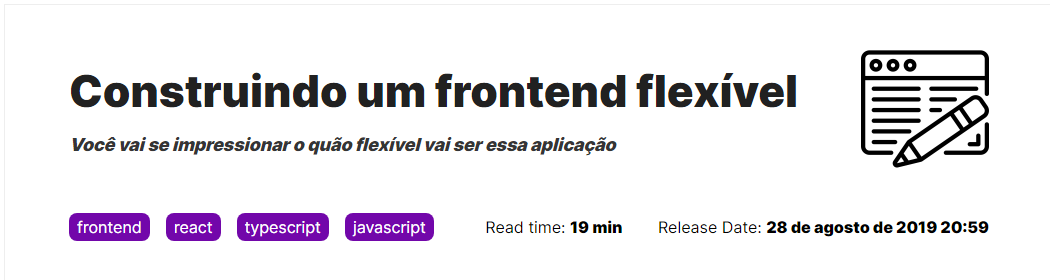 Construindo um frontend flexível
Você vai se impressionar o quão flexível vai ser essa aplicação
frontend react typescript javascript Read time: 19 min Release Date: 28 de agosto de 2019 20:59